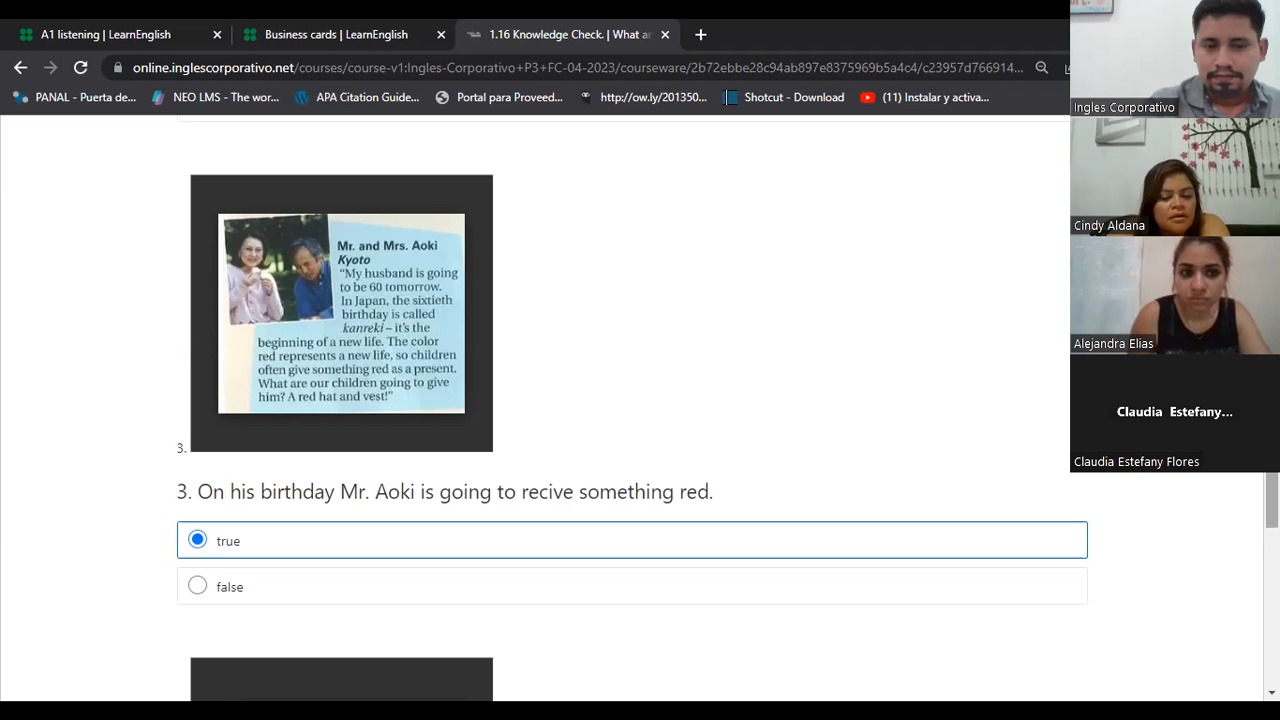 A1 listening | LearnEnglish
Business cards | LearnEnglish
1.16 Knowledge Check. | What ar
online.inglescorporativo.net/courses/course-v1:Ingles-Corporativo+P3+FC-04-2023/courseware/2b72ebbe28c94ab897e8375969b5a4c4/c23957d766914...
PANAL - Puerta de...
NEO LMS - The wor...
APA Citation Guide...
Portal para Proveed...
http://ow.ly/201350...
Shotcut - Download
(11) Instalar y activa...
Ingles Corporativo
Cindy Aldana
Alejandra Elias
Claudia Estefany...
Claudia Estefany Flores
Mr. and Mrs. Aoki
Kyoto
"My husband is going
to be 60 tomorrow.
In Japan, the sixtieth
birthday is called
kanreki – it's the
beginning of a new life. The color
red represents a new life, so children
often give something red as a present.
What are our children going to give
him? A red hat and vest!"
3.
3. On his birthday Mr. Aoki is going to recive something red.
true
false